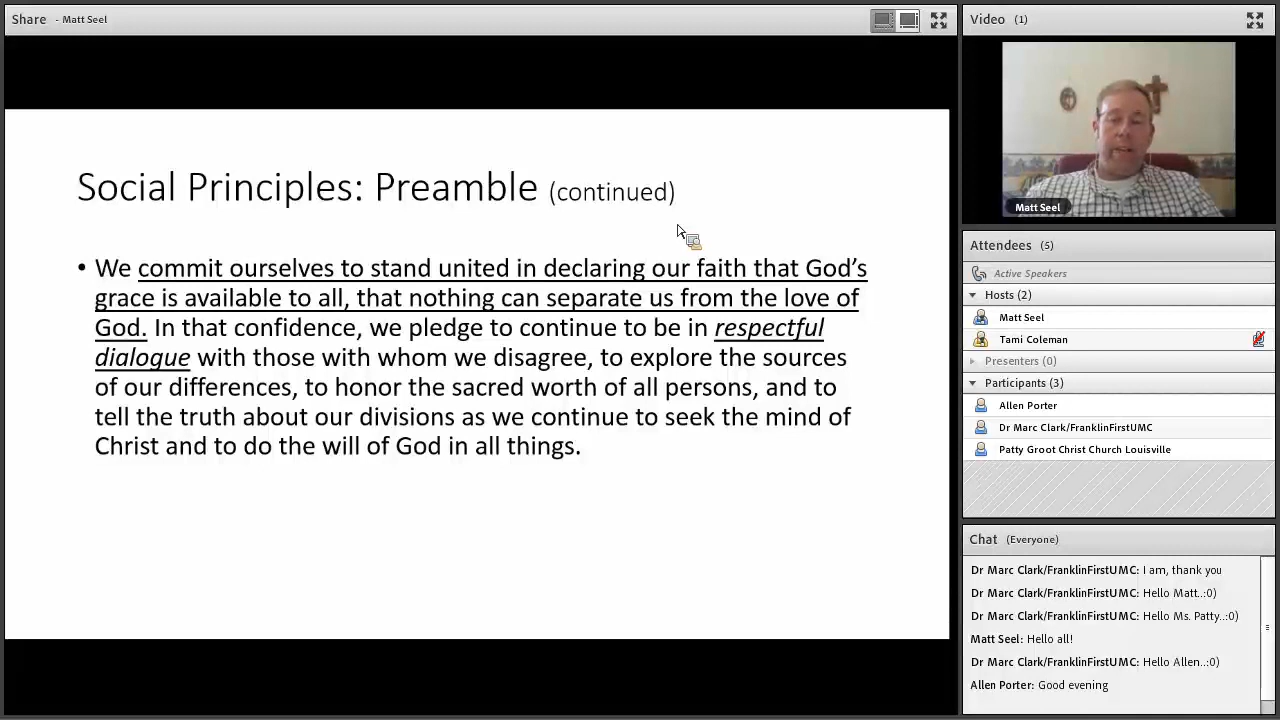 Share - Matt Seel
Social Principles: Preamble (continued)
• We commit ourselves to stand united in declaring our faith that God's
grace is available to all, that nothing can separate us from the love of
God. In that confidence, we pledge to continue to be in respectful
dialogue with those with whom we disagree, to explore the sources
of our differences, to honor the sacred worth of all persons, and to
tell the truth about our divisions as we continue to seek the mind of
Christ and to do the will of God in all things.
Video (1)
Matt Seel
Attendees (5)
Active Speakers
Hosts (2)
Matt Seel
Tami Coleman
Presenters (0)
Participants (3)
Allen Porter
Dr Marc Clark/FranklinFirstUMC
Patty Groot Christ Church Louisville
Chat (Everyone)
Dr Marc Clark/FranklinFirstUMC: I am, thank you
Dr Marc Clark/FranklinFirstUMC: Hello Matt..:0)
Dr Marc Clark/FranklinFirstUMC: Hello Ms. Patty..:0)
Matt Seel: Hello all!
Dr Marc Clark/FranklinFirstUMC: Hello Allen..:0)
Allen Porter: Good evening